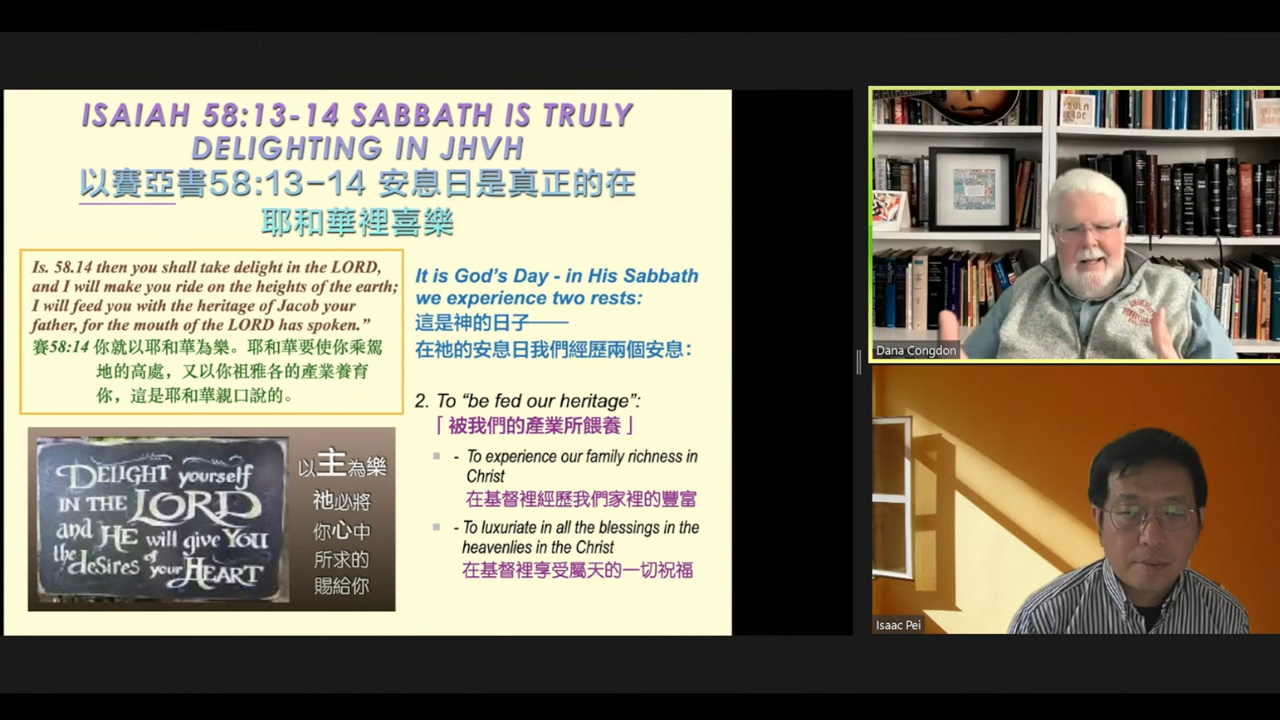 ISAIAH 58:13-14 SABBATH IS TRULY
DELIGHTING IN JHVH
以賽亞書58:13-14 安息日是真正的在
耶和華裡喜樂
Is. 58.14 then you shall take delight in the LORD,
and I will make you ride on the heights of the earth;
I will feed you with the heritage of Jacob your
father, for the mouth of the LORD has spoken.”
賽58:14 你就以耶和華為樂。耶和華要使你乘駕
地的高處，又以你祖雅各的產業養育
你，這是耶和華親口說的。
DELIGHT yourself
IN THE LORD
and HE will give YOU
the desires of your HEART
以主為樂
祂必將
你心中
所求的
賜給你
It is God’s Day - in His Sabbath
we experience two rests:
這是神的日子——
在祂的安息日我們經歷兩個安息：
2. To “be fed our heritage”:
「被我們的產業所餵養」
- To experience our family richness in
Christ
在基督裡經歷我們家裡的豐富
- To luxuriate in all the blessings in the
heavenlies in the Christ
在基督裡享受屬天的一切祝福
Dana Congdon
Isaac Pei